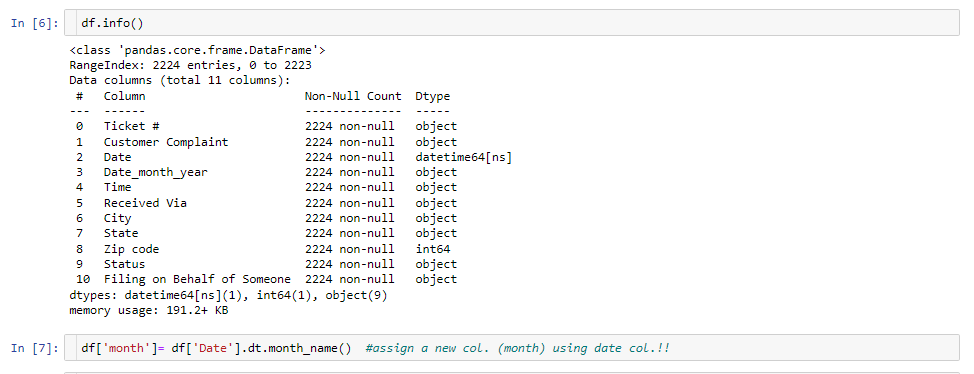 In [6]: df.info()
<class 'pandas.core.frame.DataFrame'>
RangeIndex: 2224 entries, 0 to 2223
Data columns (total 11 columns):
 #   Column                       Non-Null Count  Dtype
---  ------                       --------------  -----
 0   Ticket #                     2224 non-null   object
 1   Customer Complaint           2224 non-null   object
 2   Date                         2224 non-null   datetime64[ns]
 3   Date_month_year              2224 non-null   object
 4   Time                         2224 non-null   object
 5   Received Via                 2224 non-null   object
 6   City                         2224 non-null   object
 7   State                        2224 non-null   object
 8   Zip code                     2224 non-null   int64
 9   Status                       2224 non-null   object
 10  Filing on Behalf of Someone  2224 non-null   object
dtypes: datetime64[ns](1), int64(1), object(9)
memory usage: 191.2+ KB
In [7]: df['month']= df['Date'].dt.month_name()  #assign a new col. (month) using date col.!!